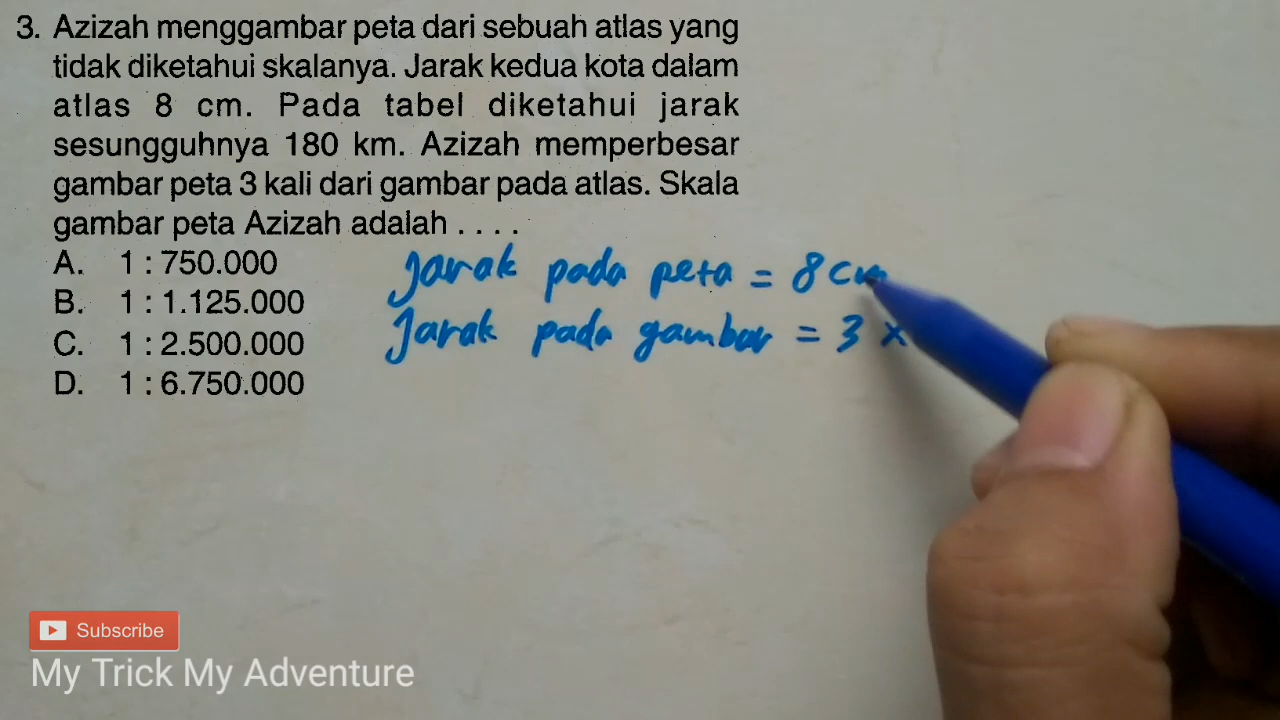 3. Azizah menggambar peta dari sebuah atlas yang
tidak diketahui skalanya. Jarak kedua kota dalam
atlas 8 cm. Pada tabel diketahui jarak
sesungguhnya 180 km. Azizah memperbesar
gambar peta 3 kali dari gambar pada atlas. Skala
gambar peta Azizah adalah . . . .
A. 1 : 750.000
B. 1 : 1.125.000
C. 1 : 2.500.000
D. 1 : 6.750.000
Jarak pada peta = 8 cm
Jarak pada gambar = 3 x
Subscribe
My Trick My Adventure